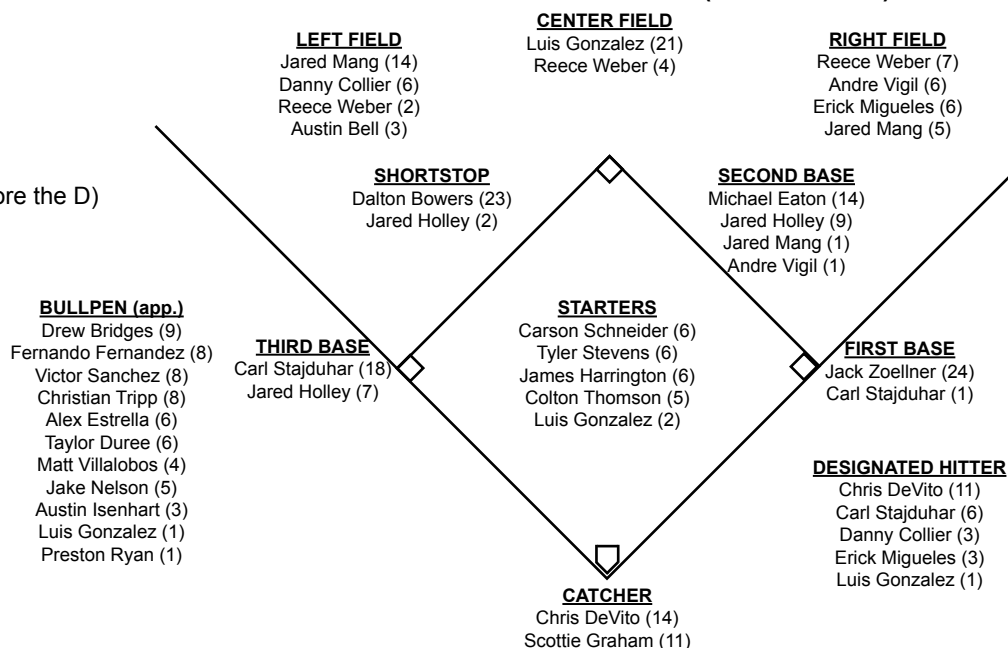 CENTER FIELD
Luis Gonzalez (21)
Reece Weber (4)
LEFT FIELD
Jared Mang (14)
Danny Collier (6)
Reece Weber (2)
Austin Bell (3)
RIGHT FIELD
Reece Weber (7)
Andre Vigil (6)
Erick Migueles (6)
Jared Mang (5)
ore the D)
SHORTSTOP
Dalton Bowers (23)
Jared Holley (2)
SECOND BASE
Michael Eaton (14)
Jared Holley (9)
Jared Mang (1)
Andre Vigil (1)
BULLPEN (app.)
Drew Bridges (9)
Fernando Fernandez (8)
Victor Sanchez (8)
Christian Tripp (8)
Alex Estrella (6)
Taylor Duree (6)
Matt Villalobos (4)
Jake Nelson (5)
Austin Isenhart (3)
Luis Gonzalez (1)
Preston Ryan (1)
THIRD BASE
Carl Stajduhar (18)
Jared Holley (7)
STARTERS
Carson Schneider (6)
Tyler Stevens (6)
James Harrington (6)
Colton Thomson (5)
Luis Gonzalez (2)
FIRST BASE
Jack Zoellner (24)
Carl Stajduhar (1)
DESIGNATED HITTER
Chris DeVito (11)
Carl Stajduhar (6)
Danny Collier (3)
Erick Migueles (3)
Luis Gonzalez (1)
CATCHER
Chris DeVito (14)
Scottie Graham (11)